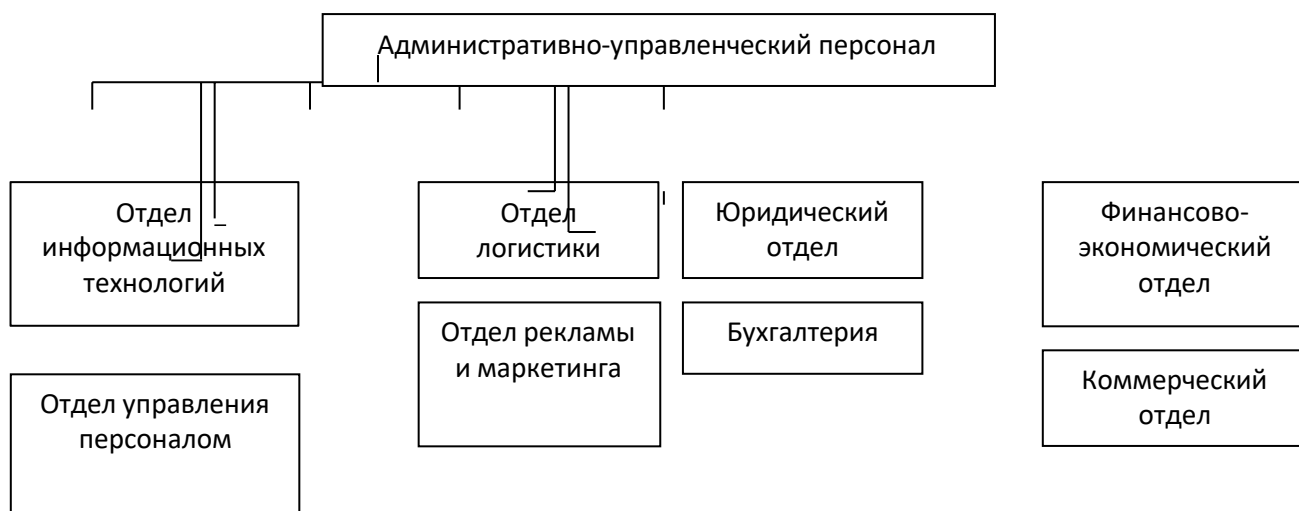 Административно-управленческий персонал
Отдел
информационных
технологий
Отдел
логистики
Юридический
отдел
Финансово-
экономический
отдел
Отдел рекламы
и маркетинга
Бухгалтерия
Коммерческий
отдел
Отдел управления
персоналом